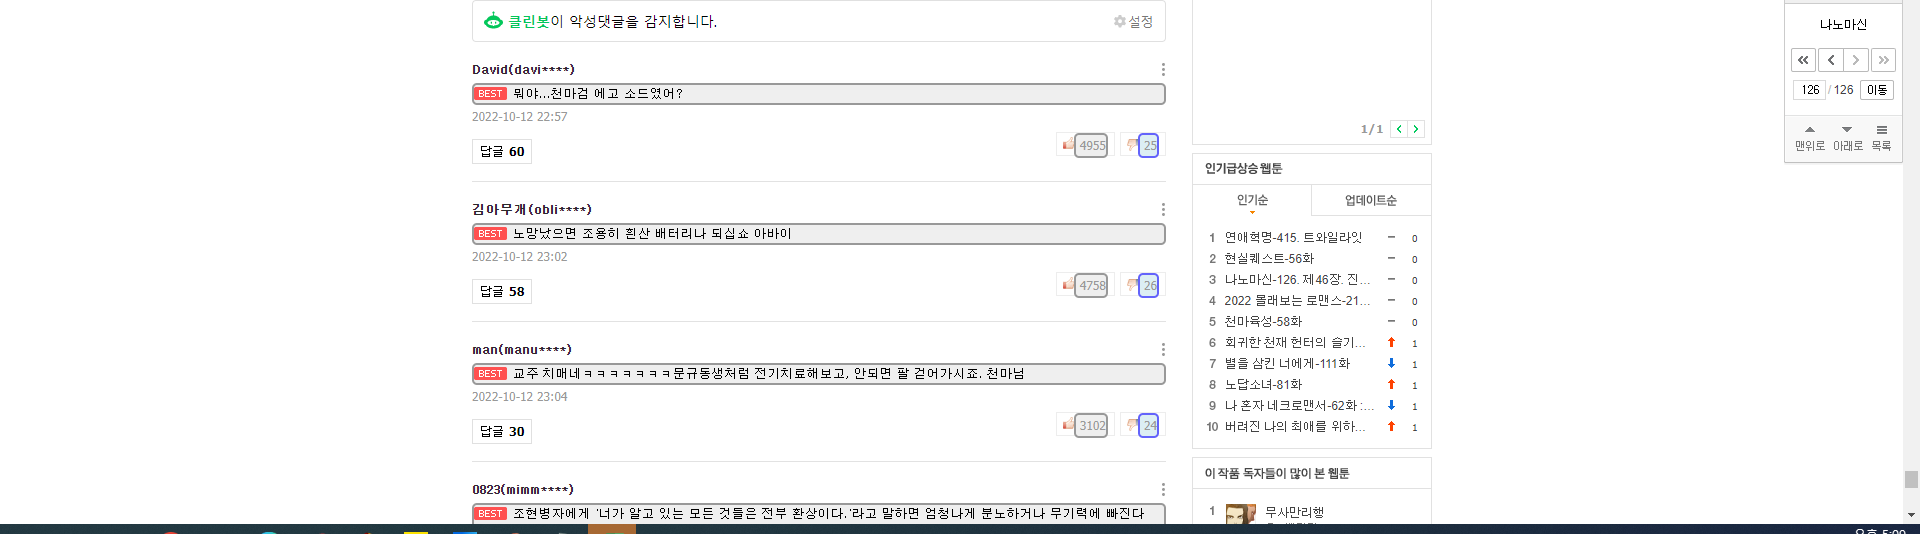 클린봇이 악성댓글을 감지합니다.
설정
David(davi****)
BEST 뭐야...천마검 에고 소드였어?
2022-10-12 22:57
답글 60
4955
25
김아무개(obli****)
BEST 노망났으면 조용히 흰산 배터리나 되십쇼 아바이
2022-10-12 23:02
답글 58
4758
26
man(manu****)
BEST 교주 치매네ㅋㅋㅋㅋㅋㅋㅋ문규동생처럼 전기치료해보고, 안되면 팔 걷어가시죠. 천마님
2022-10-12 23:04
답글 30
3102
24
0823(mimm****)
BEST 조현병자에게 '너가 알고 있는 모든 것들은 전부 환상이다.'라고 말하면 엄청나게 분노하거나 무기력에 빠진다
1/1
인기급상승 웹툰
인기순
업데이트순
1 연애혁명-415. 트와일라잇 0
2 현실퀘스트-56화 0
3 나노마신-126. 제46장. 진... 0
4 2022 몰래보는 로맨스-21... 0
5 천마육성-58화 0
6 회귀한 천재 헌터의 슬기... 1
7 별을 삼킨 너에게-111화 1
8 노답소녀-81화 1
9 나 혼자 네크로맨서-62화 :... 1
10 버려진 나의 최애를 위하... 1
이 작품 독자들이 많이 본 웹툰
1 무사만리행
나노마신
126 / 126 이동
맨위로 아래로 목록